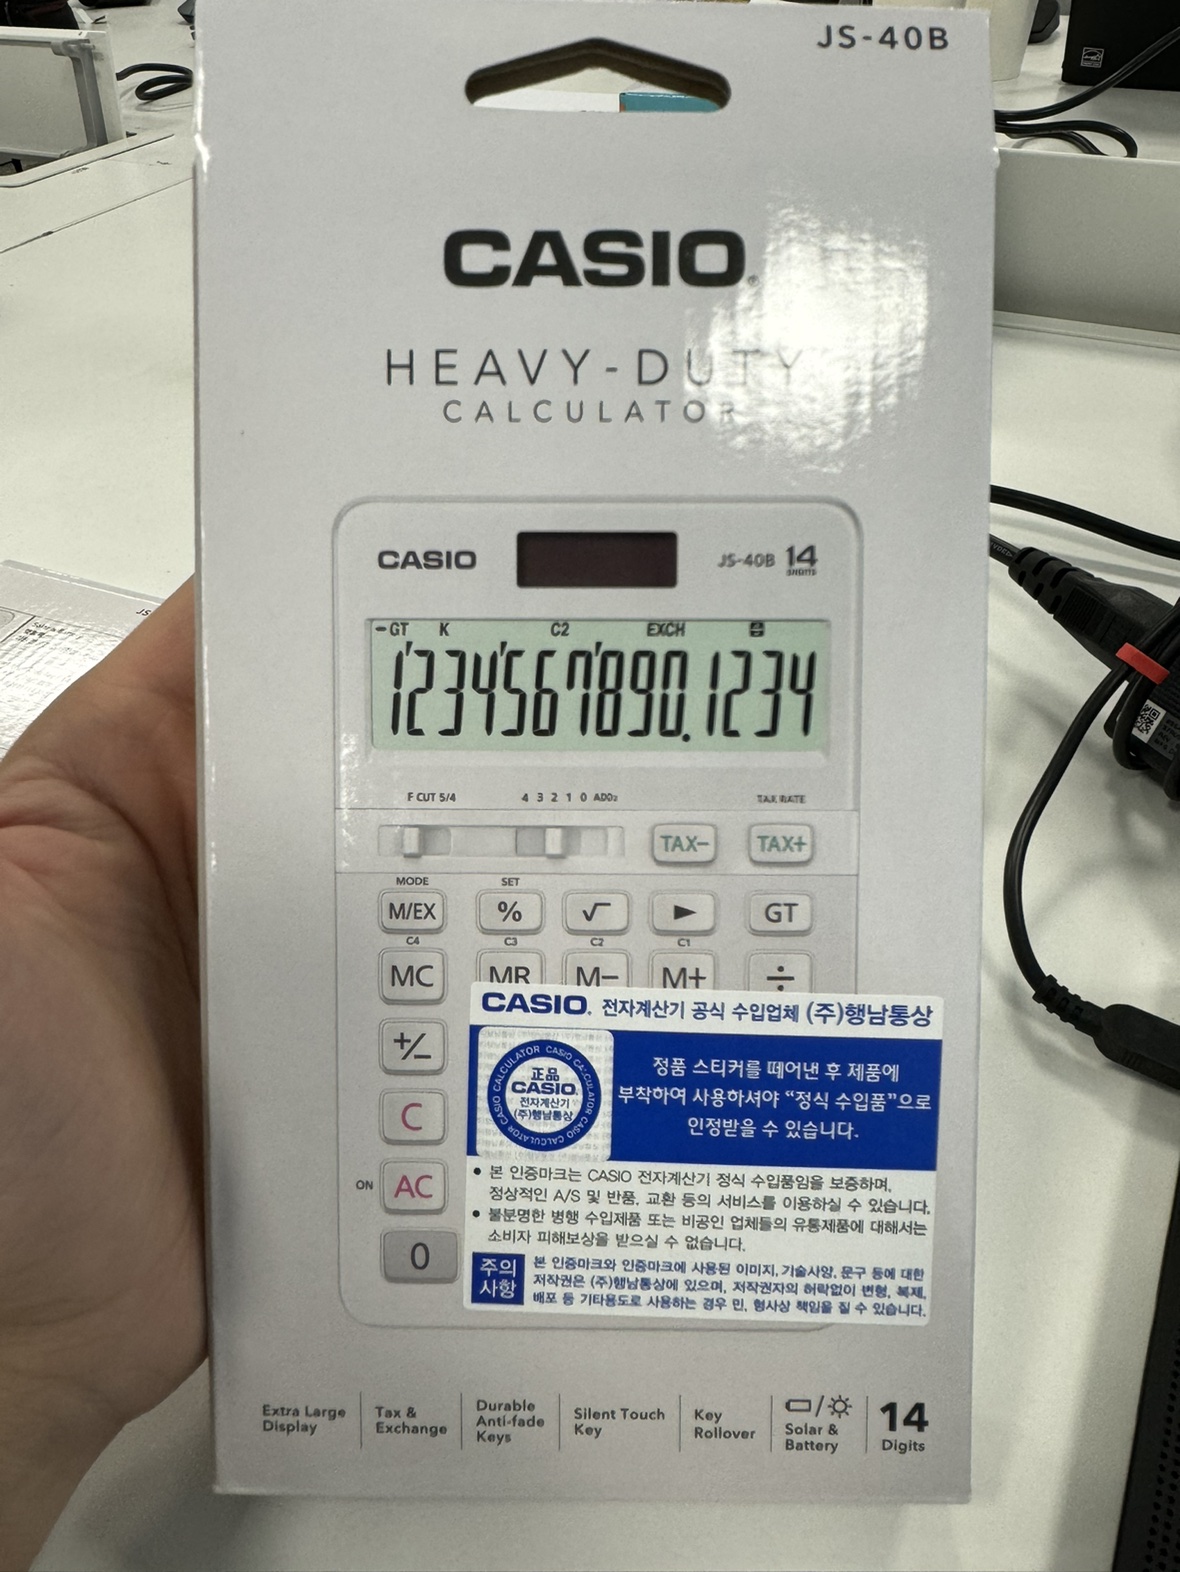 JS-40B
CASIO
HEAVY-DUTY
CALCULATOR
CASIO
JS-40B 14
DIGITS
GT K C2 EXCH
1'234'567'890.1234
F CUT 5/4 4 3 2 1 0 ADD₂ TAX RATE
TAX− TAX+
MODE SET
M/EX % √ ► GT
C4 C3 C2 C1
MC MR M− M+ ÷
+/−
C
ON AC
0
CASIO. 전자계산기 공식 수입업체 (주)행남통상
CASIO CALCULATOR CASIO CALCULATOR CASIO CALCULATOR
正品
CASIO.
전자계산기
(주)행남통상
정품 스티커를 떼어낸 후 제품에
부착하여 사용하셔야 “정식 수입품”으로
인정받을 수 있습니다.
• 본 인증마크는 CASIO 전자계산기 정식 수입품임을 보증하며,
정상적인 A/S 및 반품, 교환 등의 서비스를 이용하실 수 있습니다.
• 불분명한 병행 수입제품 또는 비공인 업체들의 유통제품에 대해서는
소비자 피해보상을 받으실 수 없습니다.
주의
사항
본 인증마크와 인증마크에 사용된 이미지, 기술사양, 문구 등에 대한
저작권은 (주)행남통상에 있으며, 저작권자의 허락없이 변형, 복제,
배포 등 기타용도로 사용하는 경우 민, 형사상 책임을 질 수 있습니다.
Extra Large
Display
Tax &
Exchange
Durable
Anti-fade
Keys
Silent Touch
Key
Key
Rollover
Solar &
Battery
14
Digits